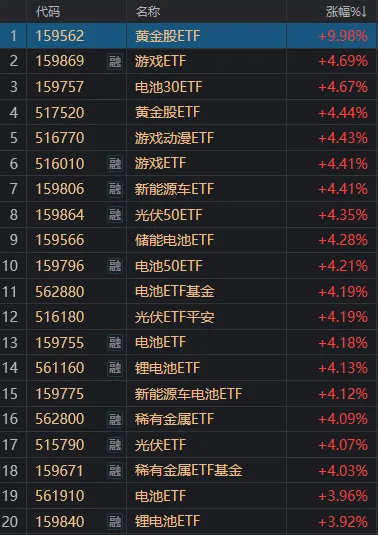 代码 名称 涨幅%↓
1 159562 黄金股ETF +9.98%
2 159869 融 游戏ETF +4.69%
3 159757 电池30ETF +4.67%
4 517520 黄金股ETF +4.44%
5 516770 游戏动漫ETF +4.43%
6 516010 融 游戏ETF +4.41%
7 159806 融 新能源车ETF +4.41%
8 159864 融 光伏50ETF +4.35%
9 159566 储能电池ETF +4.28%
10 159796 融 电池50ETF +4.21%
11 562880 电池ETF基金 +4.19%
12 516180 光伏ETF平安 +4.19%
13 159755 融 电池ETF +4.18%
14 561160 融 锂电池ETF +4.13%
15 159775 新能源车电池ETF +4.12%
16 562800 融 稀有金属ETF +4.09%
17 515790 融 光伏ETF +4.07%
18 159671 融 稀有金属ETF基金 +4.03%
19 561910 电池ETF +3.96%
20 159840 融 锂电池ETF +3.92%